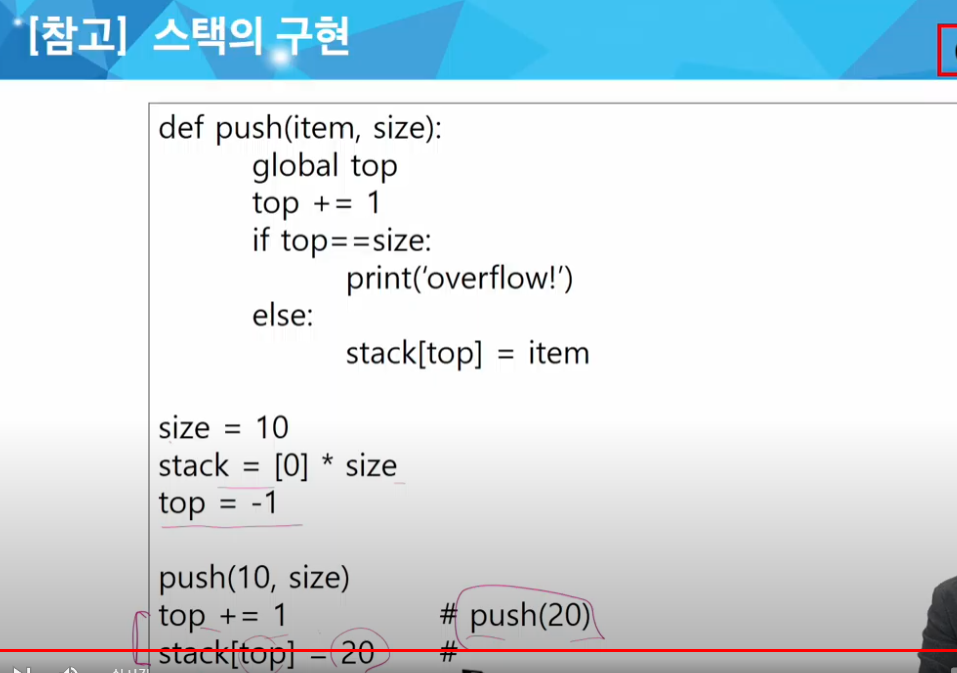 [참고] 스택의 구현
def push(item, size):
global top
top += 1
if top==size:
print(‘overflow!’)
else:
stack[top] = item
size = 10
stack = [0] * size
top = -1
push(10, size)
top += 1 # push(20)
stack[top] = 20 #